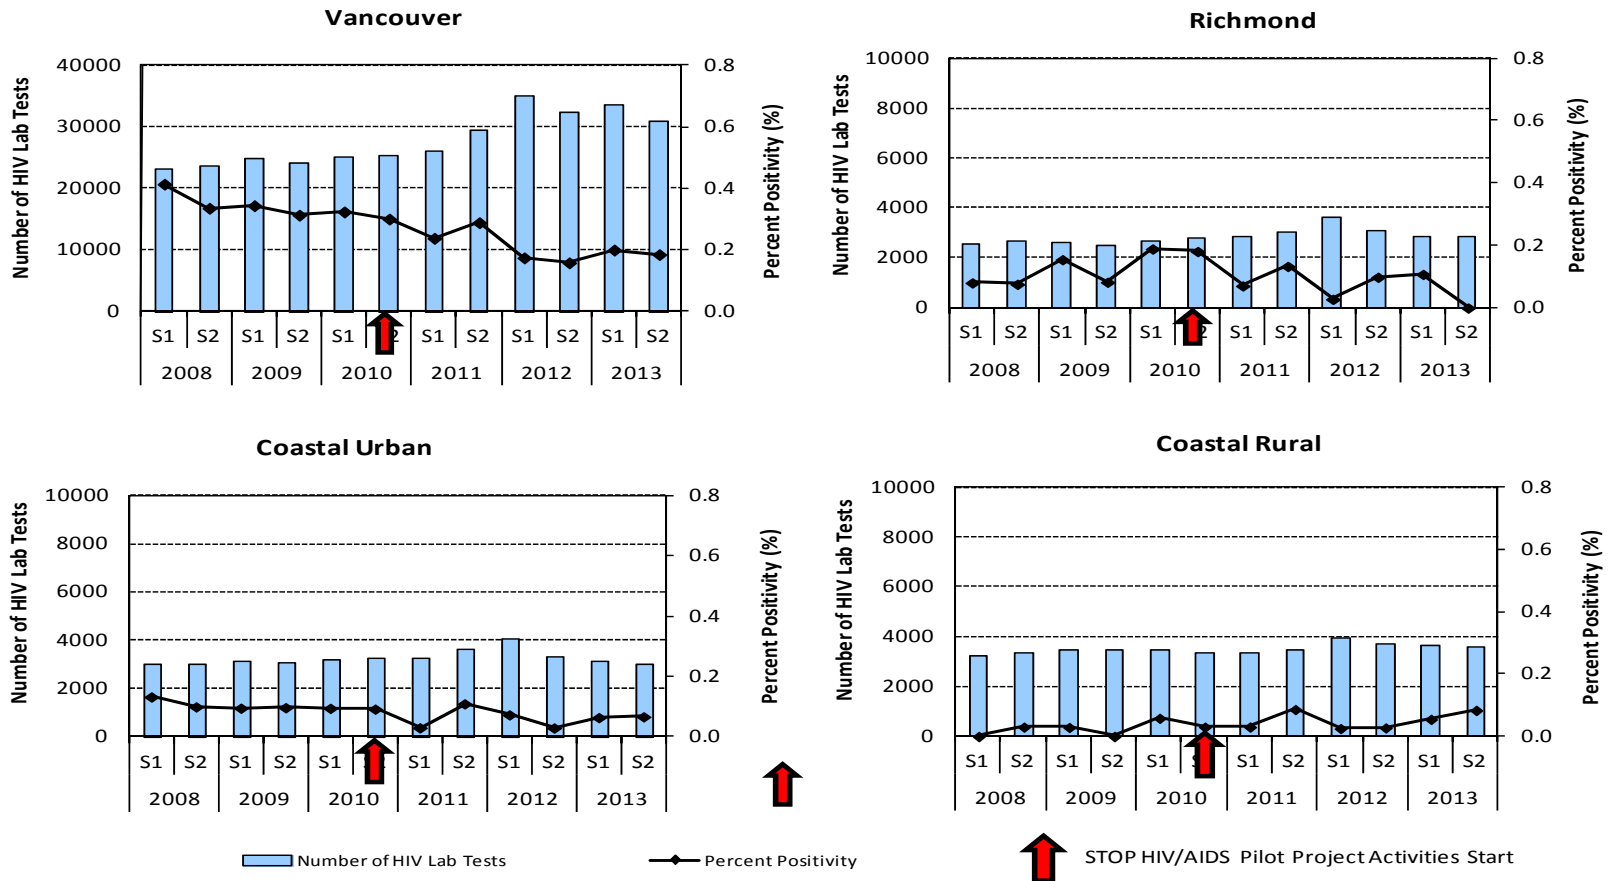 Vancouver
Number of HIV Lab Tests
40000
30000
20000
10000
0
0.8
0.6
0.4
0.2
0.0
Percent Positivity (%)
S1 S2 S1 S2 S1 S1 S2 S1 S2 S1 S2
2008 2009 2010 2011 2012 2013
Richmond
Number of HIV Lab Tests
10000
8000
6000
4000
2000
0
0.8
0.6
0.4
0.2
0.0
Percent Positivity (%)
S1 S2 S1 S2 S1 S1 S2 S1 S2 S1 S2
2008 2009 2010 2011 2012 2013
Coastal Urban
Number of HIV Lab Tests
10000
8000
6000
4000
2000
0
0.8
0.6
0.4
0.2
0.0
Percent Positivity (%)
S1 S2 S1 S2 S1 S1 S2 S1 S2 S1 S2
2008 2009 2010 2011 2012 2013
Coastal Rural
Number of HIV Lab Tests
10000
8000
6000
4000
2000
0
0.8
0.6
0.4
0.2
0.0
Percent Positivity (%)
S1 S2 S1 S2 S1 S1 S2 S1 S2 S1 S2
2008 2009 2010 2011 2012 2013
Number of HIV Lab Tests
Percent Positivity
STOP HIV/AIDS Pilot Project Activities Start